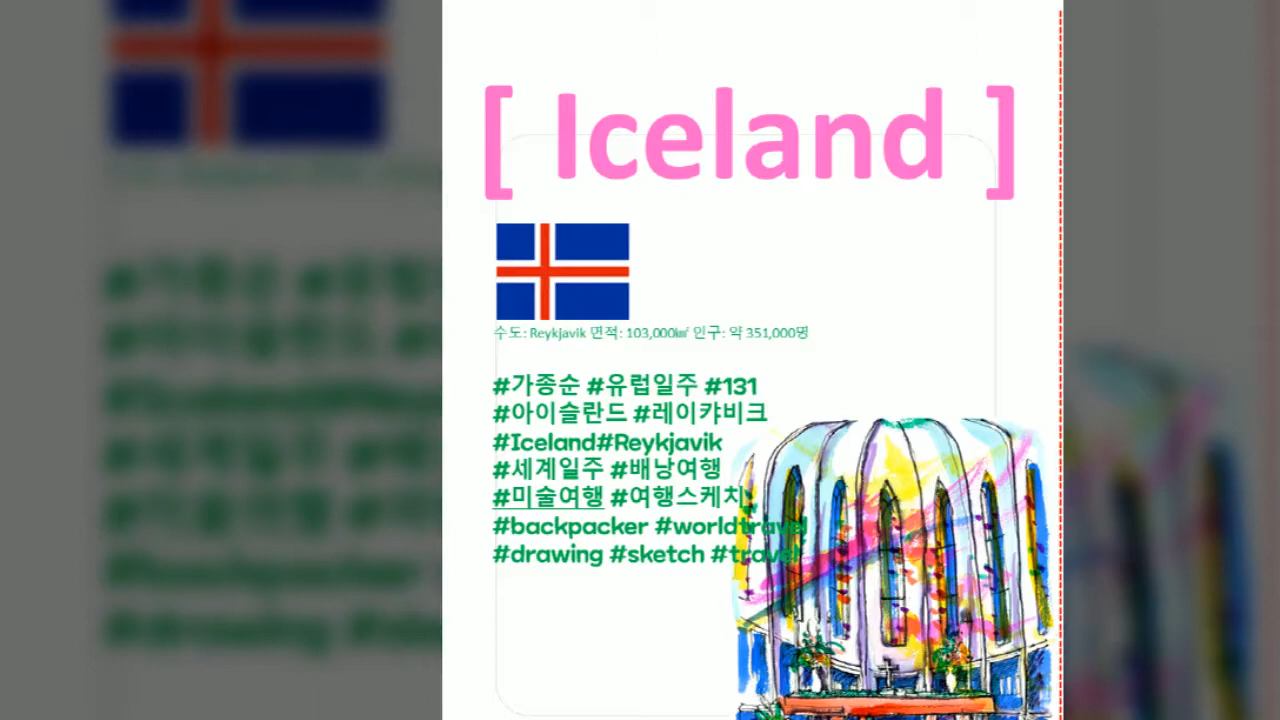 [ Iceland ]
수도: Reykjavik 면적: 103,000㎢ 인구: 약 351,000명
#가종순 #유럽일주 #131
#아이슬란드 #레이캬비크
#Iceland#Reykjavik
#세계일주 #배낭여행
#미술여행 #여행스케치
#backpacker #worldtravel
#drawing #sketch #travel